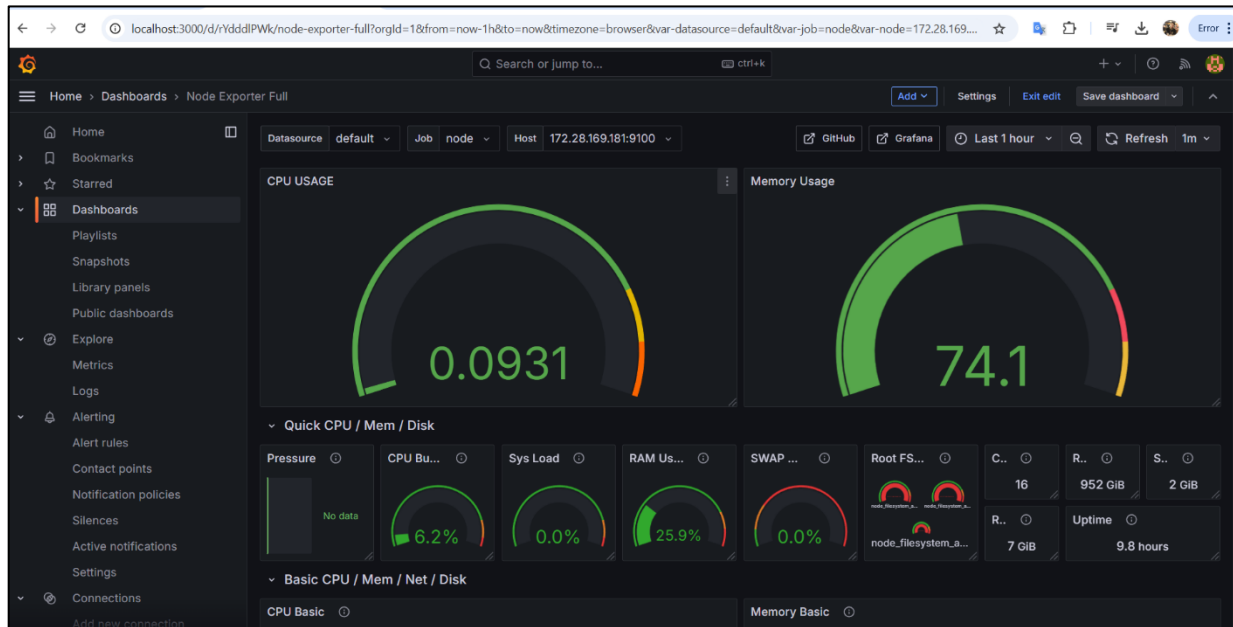 localhost:3000/d/rYdddlPWk/node-exporter-full?orgId=1&from=now-1h&to=now&timezone=browser&var-datasource=default&var-job=node&var-node=172.28.169....
Error
Search or jump to...
ctrl+k
Home > Dashboards > Node Exporter Full
Add
Settings
Exit edit
Save dashboard
Home
Bookmarks
Starred
Dashboards
Playlists
Snapshots
Library panels
Public dashboards
Explore
Metrics
Logs
Alerting
Alert rules
Contact points
Notification policies
Silences
Active notifications
Settings
Connections
Add new connection
Datasource default Job node Host 172.28.169.181:9100
GitHub Grafana Last 1 hour Refresh 1m
CPU USAGE
0.0931
Memory Usage
74.1
Quick CPU / Mem / Disk
Pressure
No data
CPU Bu...
6.2%
Sys Load
0.0%
RAM Us...
25.9%
SWAP ...
0.0%
Root FS...
node_filesystem_a...
node_filesystem_a...
node_filesystem_a...
C..
16
R..
952 GiB
S..
2 GiB
R..
7 GiB
Uptime
9.8 hours
Basic CPU / Mem / Net / Disk
CPU Basic
Memory Basic